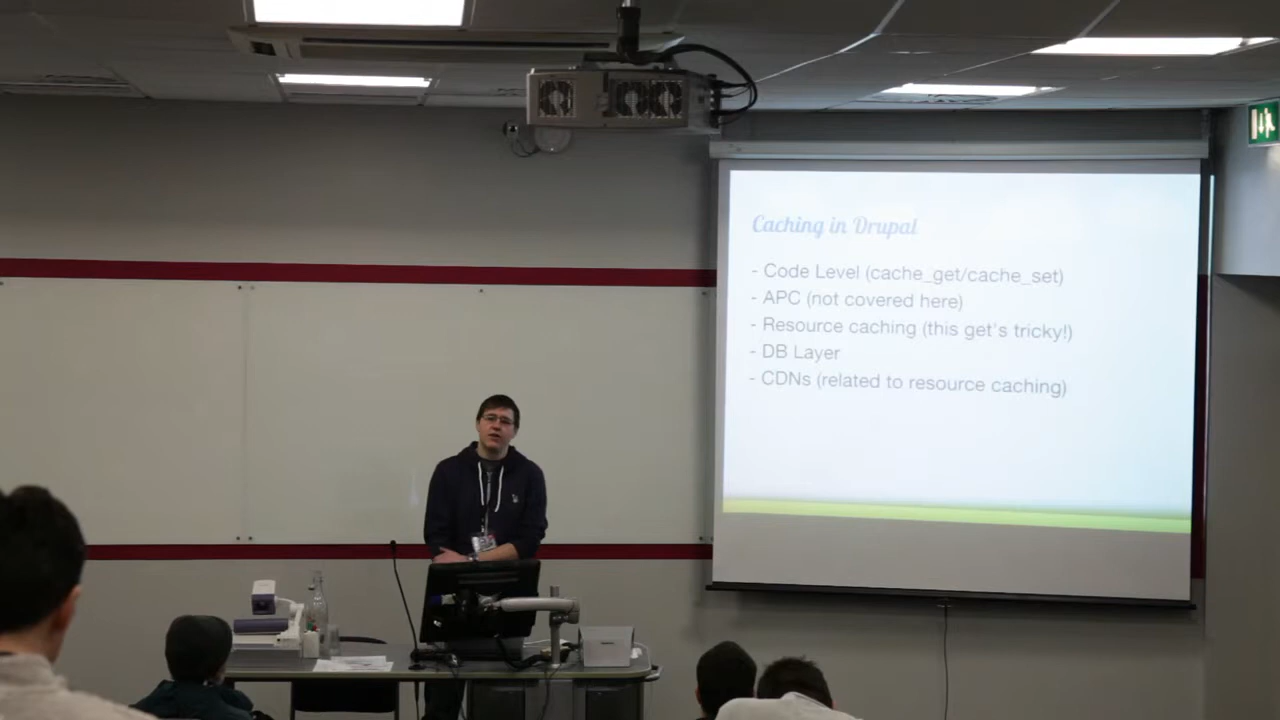 Caching in Drupal
- Code Level (cache_get/cache_set)
- APC (not covered here)
- Resource caching (this get's tricky!)
- DB Layer
- CDNs (related to resource caching)